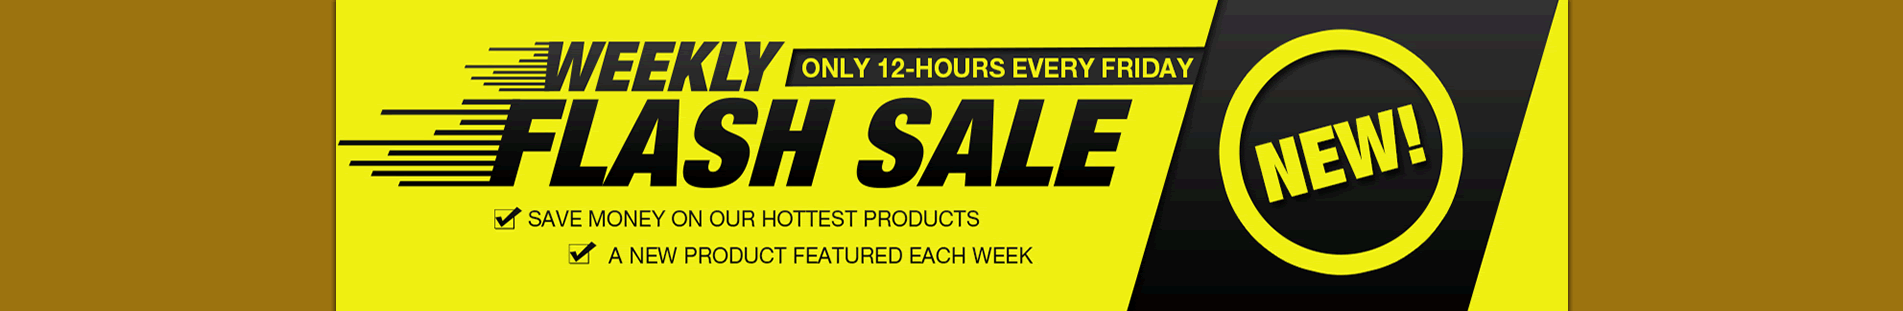 WEEKLY
ONLY 12-HOURS EVERY FRIDAY
FLASH SALE
SAVE MONEY ON OUR HOTTEST PRODUCTS
A NEW PRODUCT FEATURED EACH WEEK
NEW!